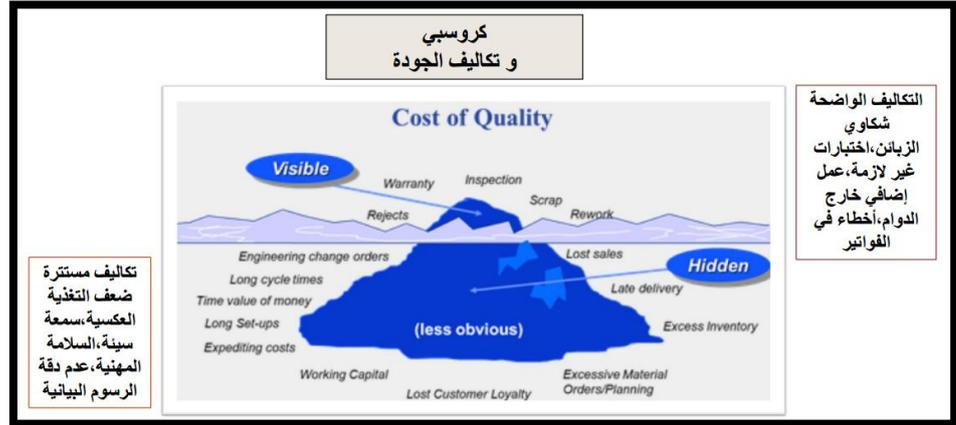 كروسبي
و تكاليف الجودة
التكاليف الواضحة
شكاوي
الزبائن،اختبارات
غير لازمة،عمل
إضافي خارج
الدوام،أخطاء في
الفواتير
Cost of Quality
Visible
Warranty
Inspection
Scrap
Rejects
Rework
Engineering change orders
Lost sales
Hidden
Long cycle times
Late delivery
Time value of money
Long Set-ups
(less obvious)
Excess Inventory
Expediting costs
Working Capital
Excessive Material
Orders/Planning
Lost Customer Loyalty
تكاليف مستترة
ضعف التغذية
العكسية،سمعة
سيئة،السلامة
المهنية،عدم دقة
الرسوم البيانية